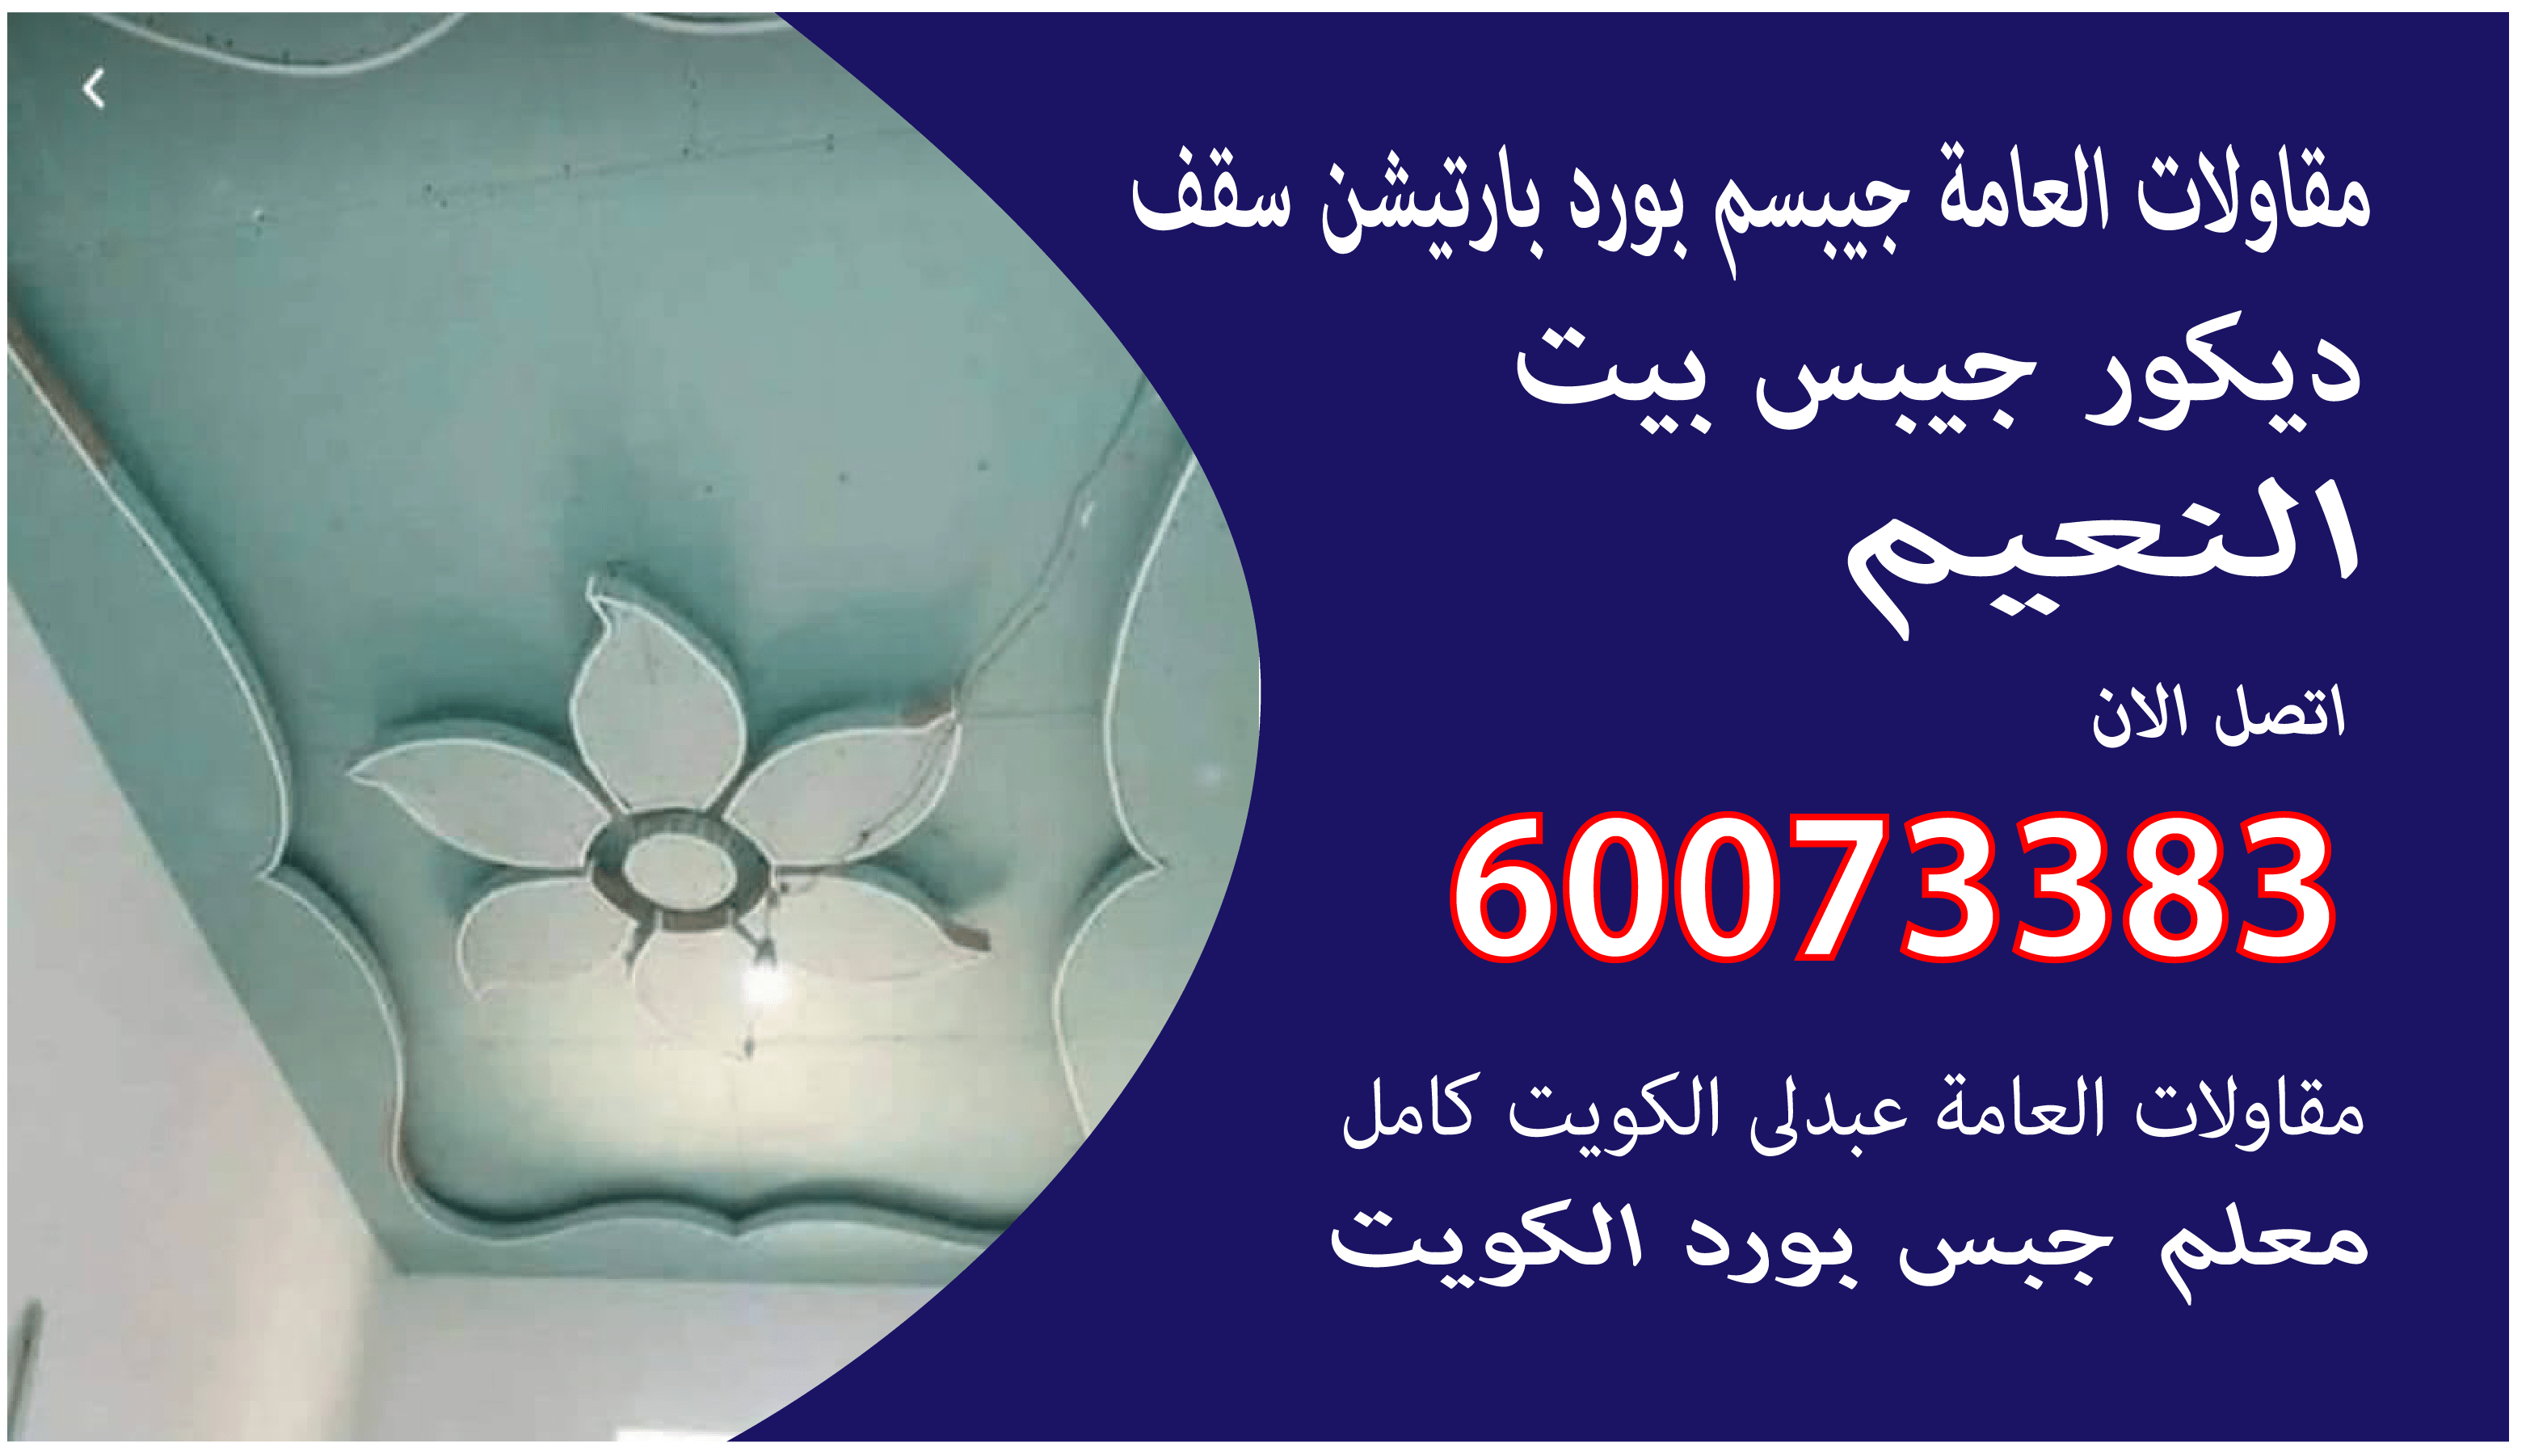 مقاولات العامة جيبسم بورد بارتيشن سقف
ديكور جيبس بيت
النعيم
اتصل الان
60073383
مقاولات العامة عبدلى الكويت كامل
معلم جبس بورد الكويت